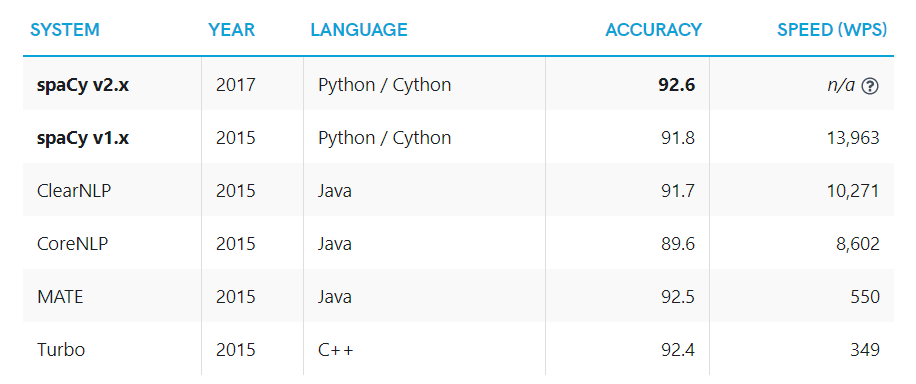 SYSTEM YEAR LANGUAGE ACCURACY SPEED (WPS)
spaCy v2.x 2017 Python / Cython 92.6 n/a ?
spaCy v1.x 2015 Python / Cython 91.8 13,963
ClearNLP 2015 Java 91.7 10,271
CoreNLP 2015 Java 89.6 8,602
MATE 2015 Java 92.5 550
Turbo 2015 C++ 92.4 349